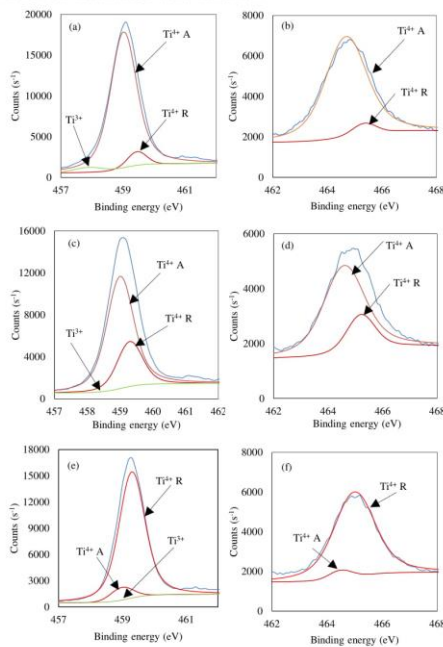 (a)
20000
15000
10000
5000
0
Counts (s⁻¹)
Ti⁴⁺ A
Ti⁴⁺ R
Ti³⁺
457 459 461
Binding energy (eV)
(b)
8000
6000
4000
2000
0
Counts (s⁻¹)
Ti⁴⁺ A
Ti⁴⁺ R
462 464 466 468
Binding energy (eV)
(c)
16000
12000
8000
4000
0
Counts (s⁻¹)
Ti⁴⁺ A
Ti⁴⁺ R
Ti³⁺
457 458 459 460 461 462
Binding energy (eV)
(d)
8000
6000
4000
2000
0
Counts (s⁻¹)
Ti⁴⁺ A
Ti⁴⁺ R
462 464 466 468
Binding energy (eV)
(e)
18000
15000
12000
9000
6000
3000
0
Counts (s⁻¹)
Ti⁴⁺ R
Ti⁴⁺ A
Ti³⁺
457 459 461
Binding energy (eV)
(f)
8000
6000
4000
2000
0
Counts (s⁻¹)
Ti⁴⁺ R
Ti⁴⁺ A
462 464 466 468
Binding energy (eV)